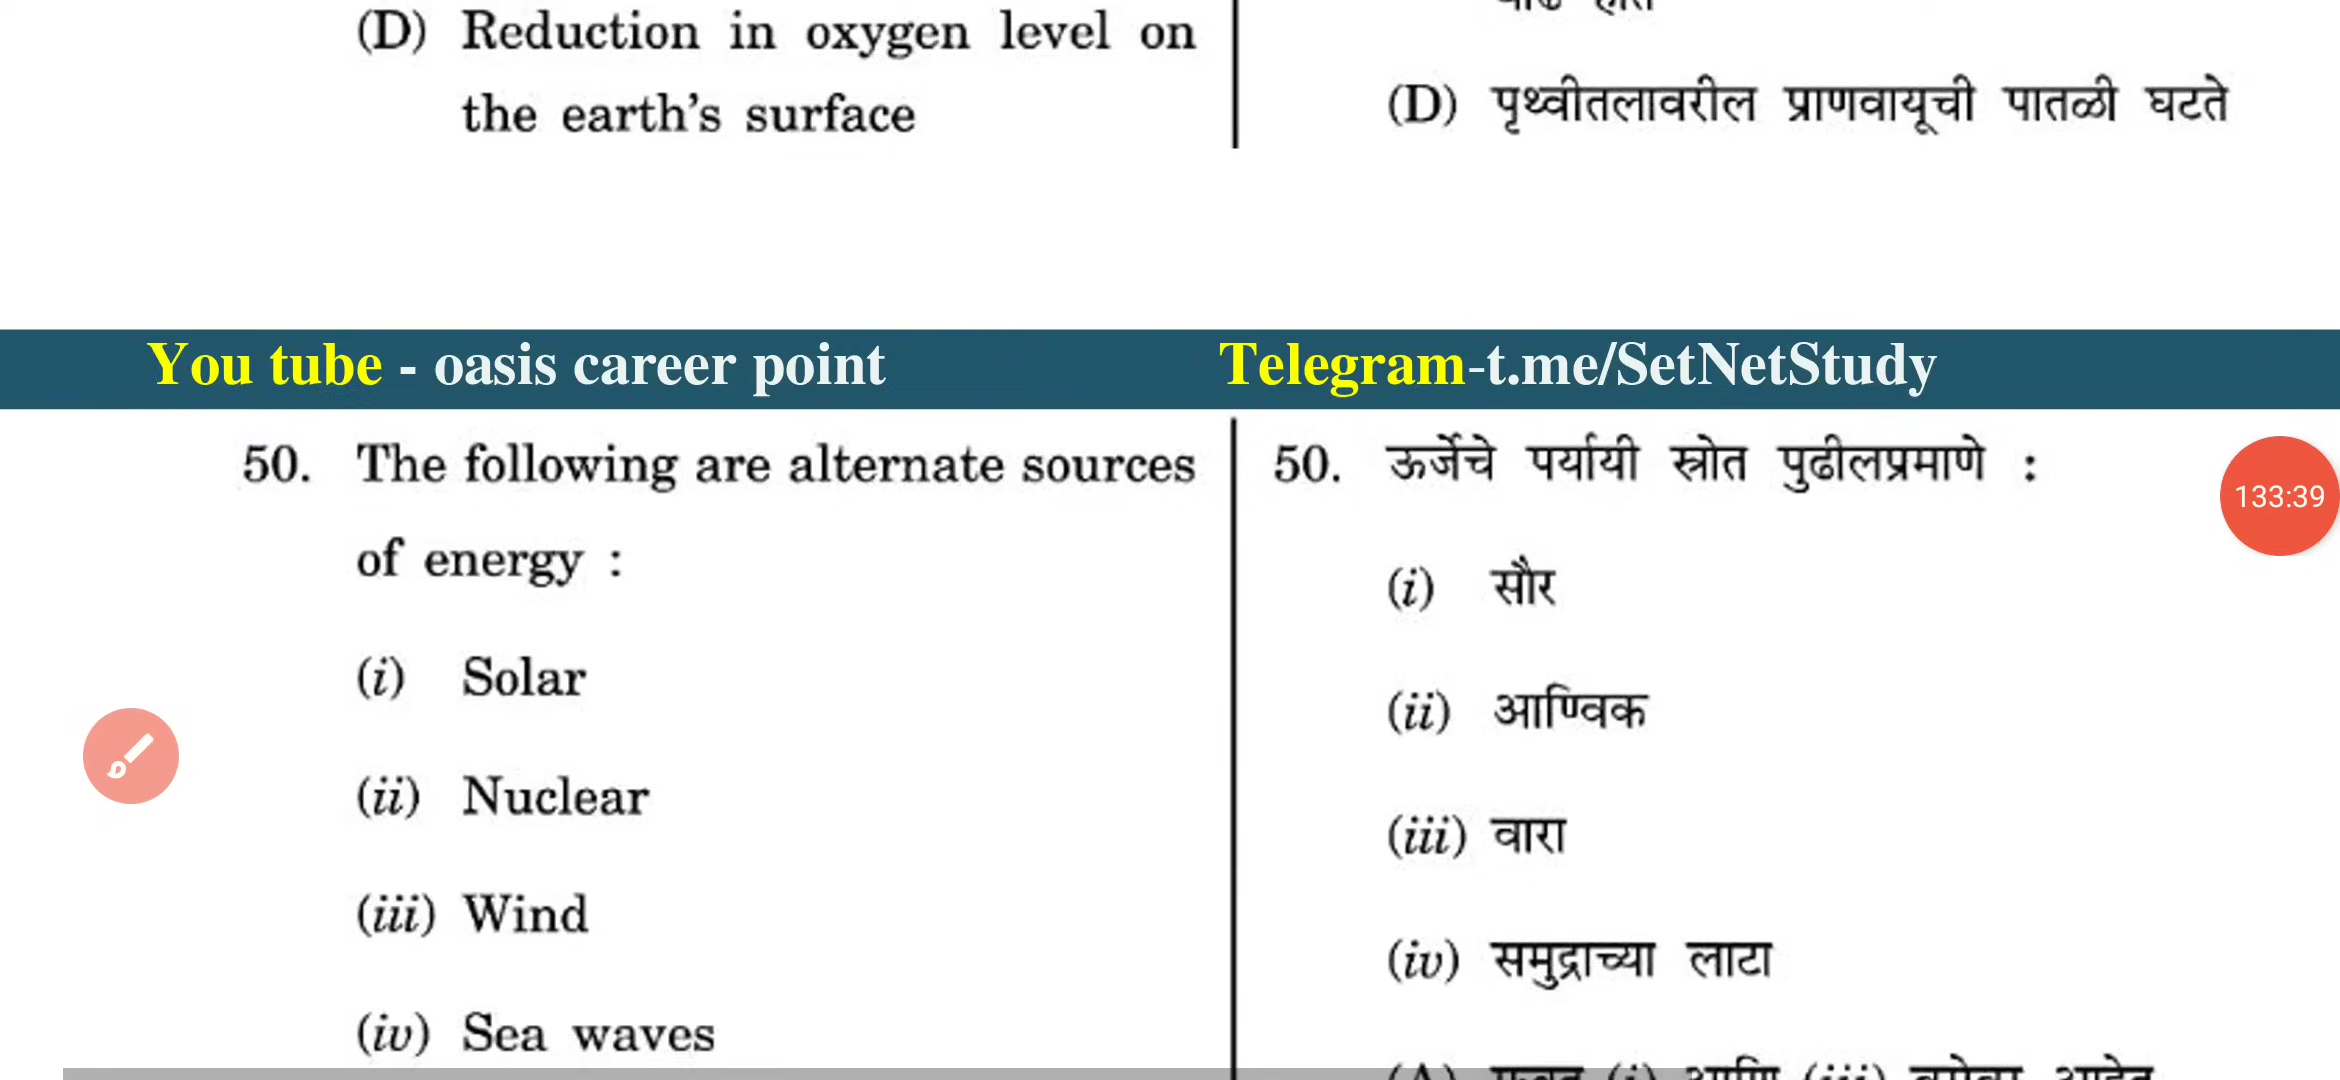 (D) Reduction in oxygen level on
the earth's surface
(D) पृथ्वीतलावरील प्राणवायूची पातळी घटते
You tube - oasis career point
Telegram-t.me/SetNetStudy
50. The following are alternate sources
of energy :
(i) Solar
(ii) Nuclear
(iii) Wind
(iv) Sea waves
50. ऊर्जेचे पर्यायी स्रोत पुढीलप्रमाणे :
(i) सौर
(ii) आण्विक
(iii) वारा
(iv) समुद्राच्या लाटा
133:39